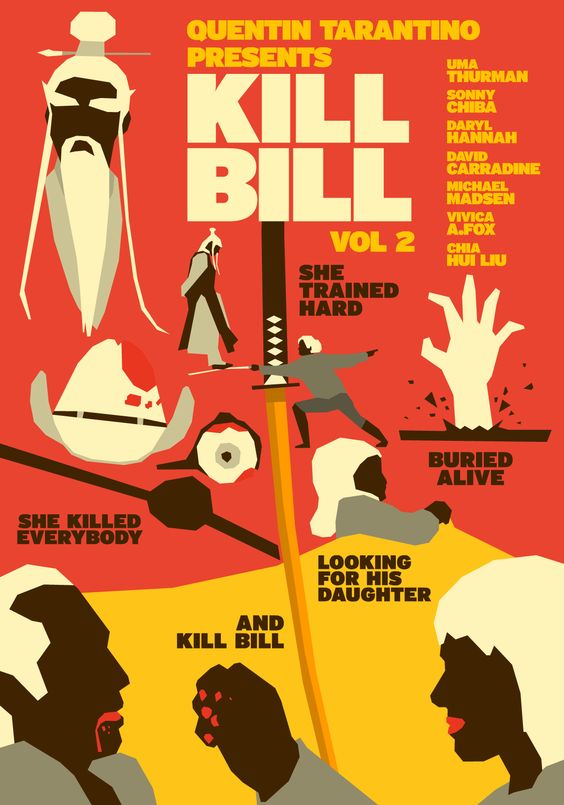 QUENTIN TARANTINO
PRESENTS
KILL
BILL
VOL 2
UMA
THURMAN
SONNY
CHIBA
DARYL
HANNAH
DAVID
CARRADINE
MICHAEL
MADSEN
VIVICA
A.FOX
CHIA
HUI LIU
SHE
TRAINED
HARD
BURIED
ALIVE
SHE KILLED
EVERYBODY
LOOKING
FOR HIS
DAUGHTER
AND
KILL BILL